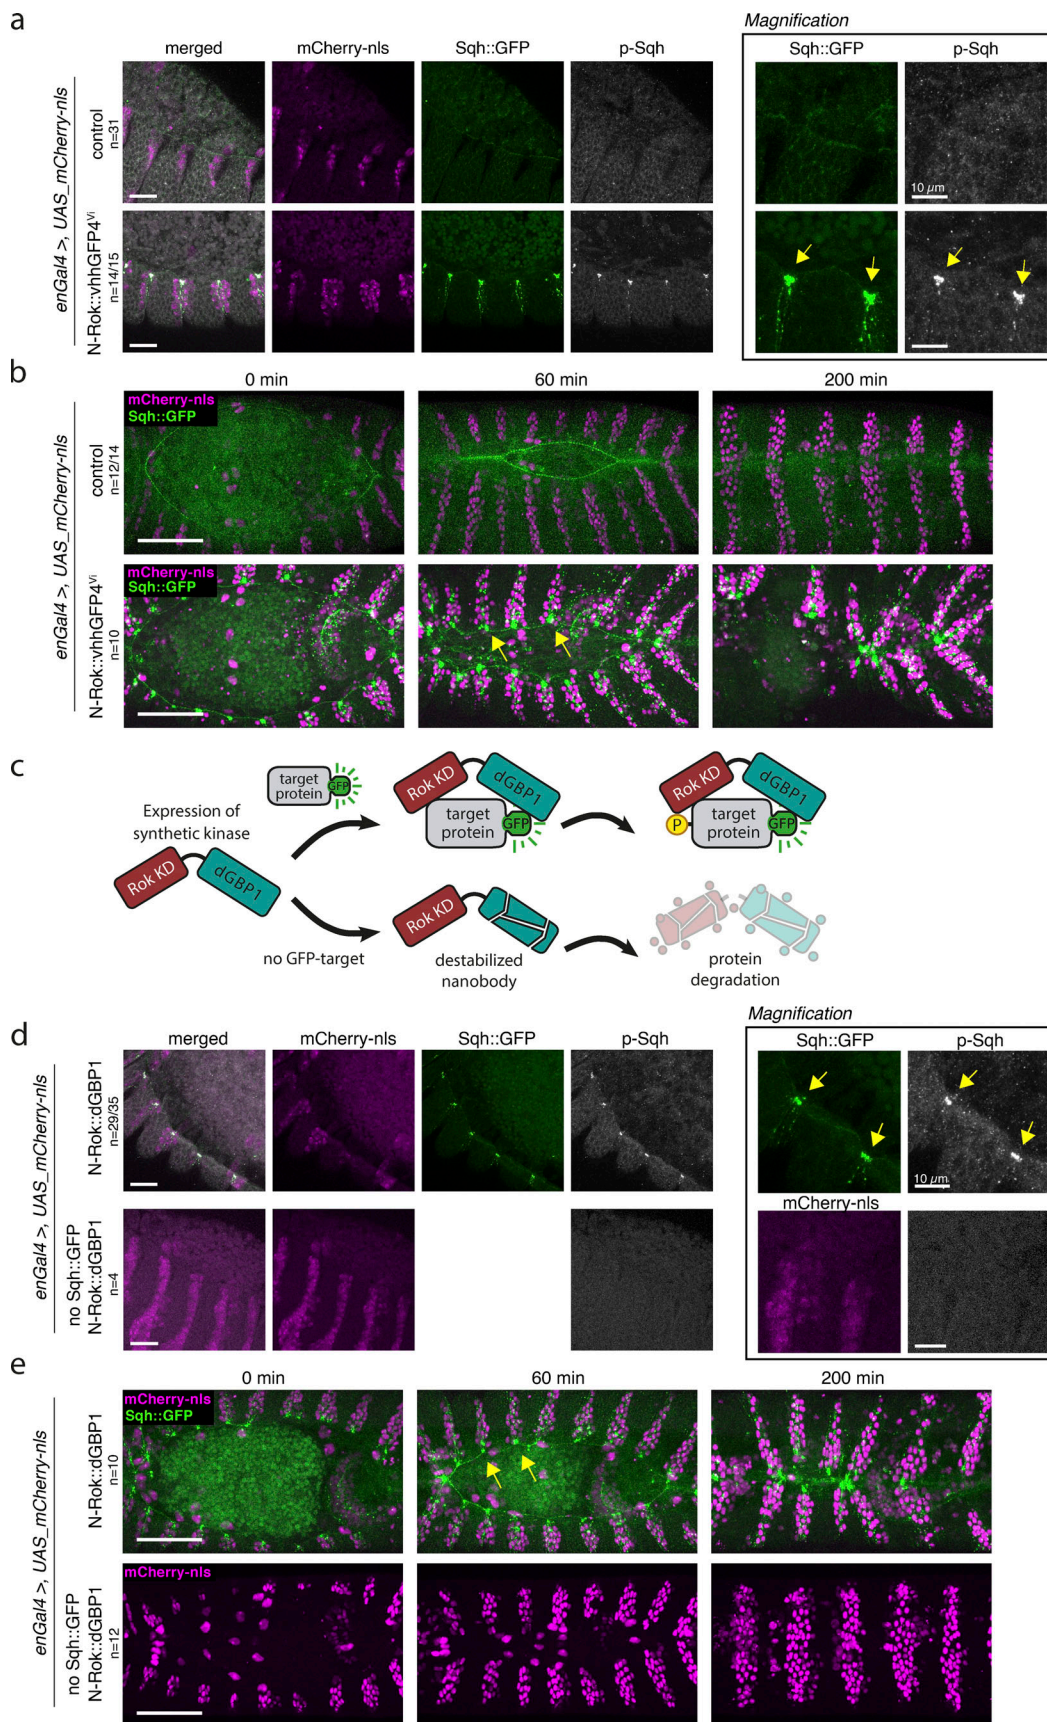 a
Magnification
merged
mCherry-nls
Sqh::GFP
p-Sqh
Sqh::GFP
p-Sqh
enGal4 >, UAS_mCherry-nls
control
n=31
10 µm
N-Rok::vhhGFP4Vi
n=14/15
b
0 min
60 min
200 min
enGal4 >, UAS_mCherry-nls
control
n=12/14
mCherry-nls
Sqh::GFP
N-Rok::vhhGFP4Vi
n=10
mCherry-nls
Sqh::GFP
c
Expression of
synthetic kinase
Rok KD
dGBP1
target
protein
GFP
Rok KD
dGBP1
target
protein
GFP
Rok KD
dGBP1
P
target
protein
GFP
no GFP-target
Rok KD
destabilized
nanobody
protein
degradation
d
Magnification
merged
mCherry-nls
Sqh::GFP
p-Sqh
Sqh::GFP
p-Sqh
enGal4 >, UAS_mCherry-nls
N-Rok::dGBP1
n=29/35
10 µm
mCherry-nls
no Sqh::GFP
N-Rok::dGBP1
n=4
e
0 min
60 min
200 min
enGal4 >, UAS_mCherry-nls
N-Rok::dGBP1
n=10
mCherry-nls
Sqh::GFP
no Sqh::GFP
N-Rok::dGBP1
n=12
mCherry-nls